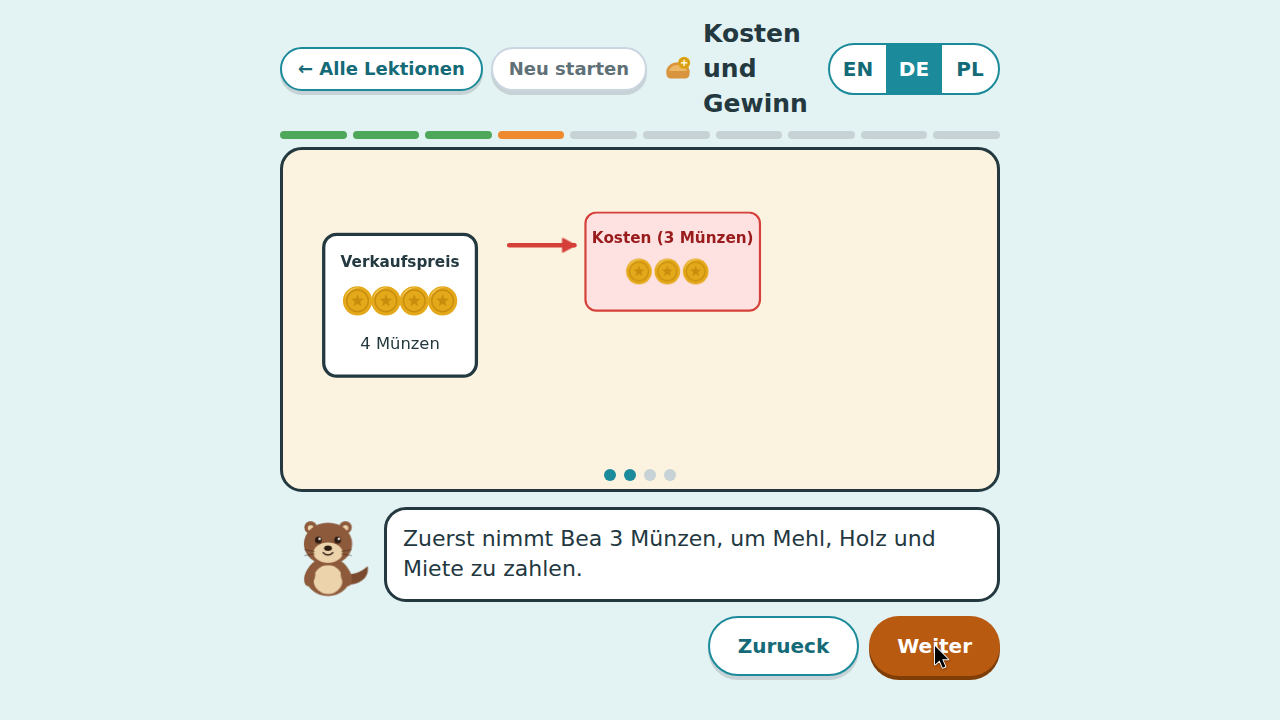 ← Alle Lektionen
Neu starten
Kosten
und
Gewinn
EN
DE
PL
Verkaufspreis
4 Münzen
Kosten (3 Münzen)
Zuerst nimmt Bea 3 Münzen, um Mehl, Holz und
Miete zu zahlen.
Zurueck
Weiter